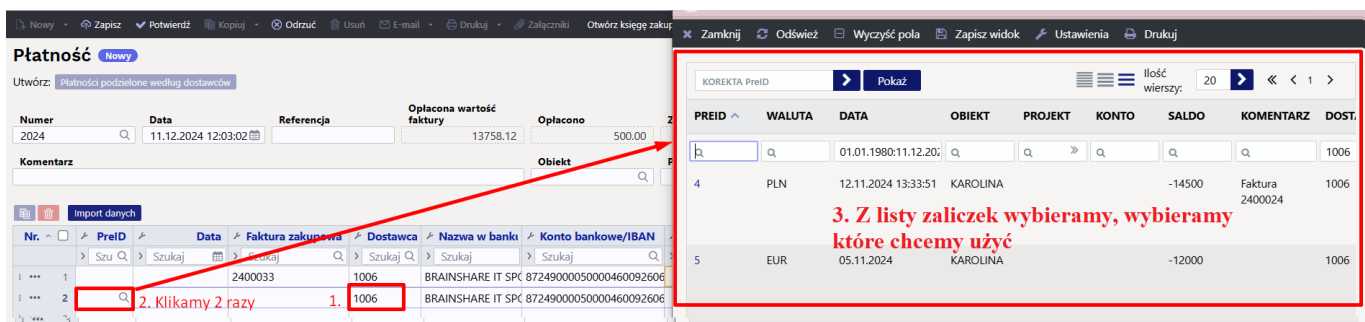 Nowy Zapisz Potwierdź Kopiuj Odrzuć Usuń E-mail Drukuj Załączniki Otwórz księgę zakup
Płatność Nowy
Utwórz: Płatności podzielone według dostawców
Numer Data Referencja Opłacona wartość faktury Opłacono Z
2024 11.12.2024 12:03:02 13758.12 500.00
Komentarz Obiekt P
Import danych
Nr. PreID Data Faktura zakupowa Dostawca Nazwa w banku Konto bankowe/IBAN
Szu Szukaj Szukaj Szukaj Szukaj Szukaj
1 2400033 1006 BRAINSHARE IT SPO 87249000050000460092606
2 2. Klikamy 2 razy 1. 1006 BRAINSHARE IT SPO 87249000050000460092606
3
Zamknij Odśwież Wyczyść pola Zapisz widok Ustawienia Drukuj
KOREKTA PreID Pokaż Ilość wierszy: 20 1
PREID WALUTA DATA OBIEKT PROJEKT KONTO SALDO KOMENTARZ DOSTA
01.01.1980:11.12.202 1006
4 PLN 12.11.2024 13:33:51 KAROLINA -14500 Faktura 1006
2400024
3. Z listy zaliczek wybieramy, wybieramy
które chcemy użyć
5 EUR 05.11.2024 KAROLINA -12000 1006